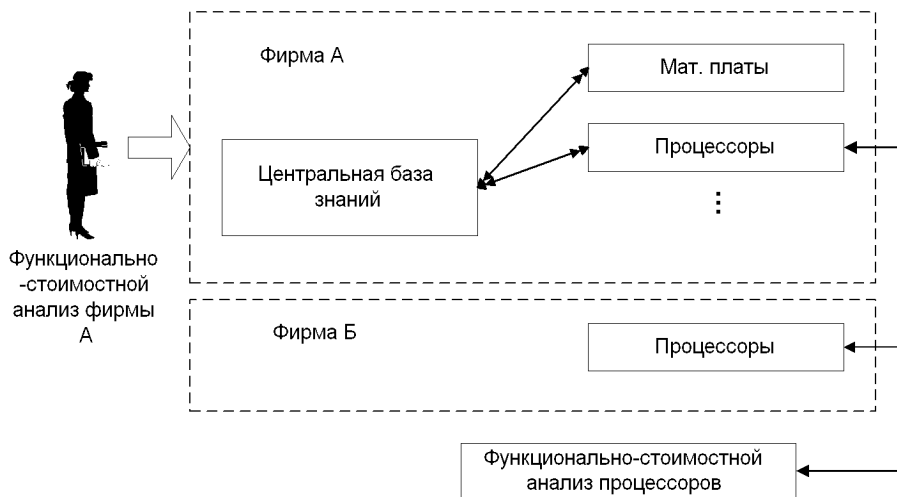 Фирма А
Мат. платы
Процессоры
Центральная база
знаний
Функционально
-стоимостной
анализ фирмы
А
Фирма Б
Процессоры
Функционально-стоимостной
анализ процессоров